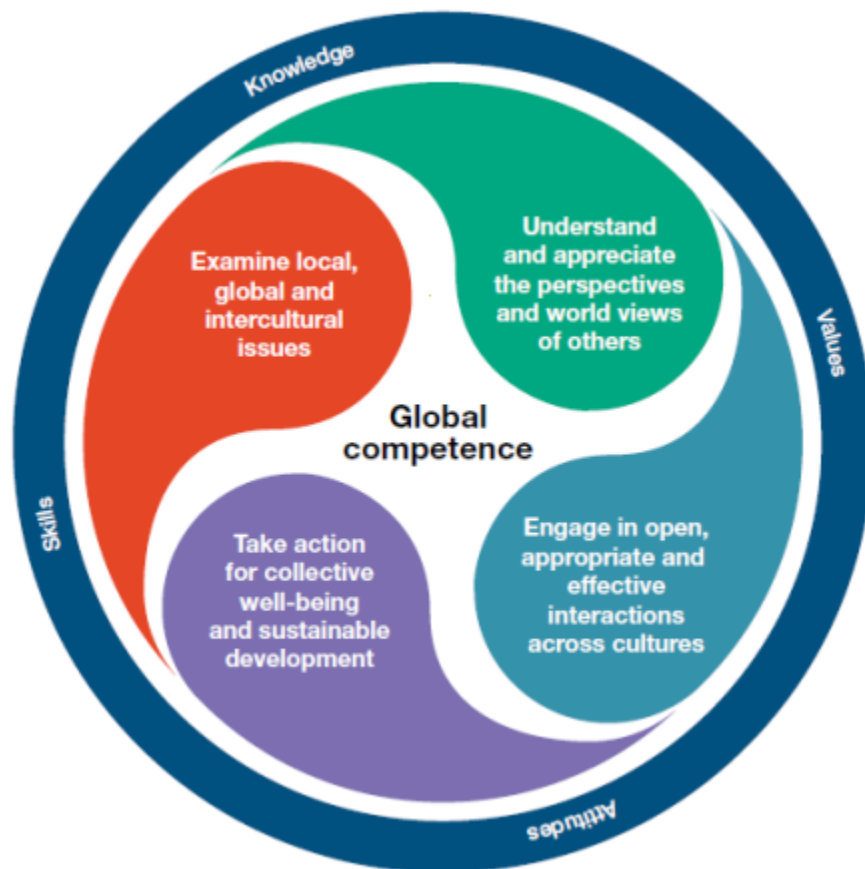 Knowledge
Understand
and appreciate
the perspectives
and world views
of others
Examine local,
global and
intercultural
issues
Values
Global
competence
Skills
Take action
for collective
well-being
and sustainable
development
Engage in open,
appropriate and
effective
interactions
across cultures
Attitudes